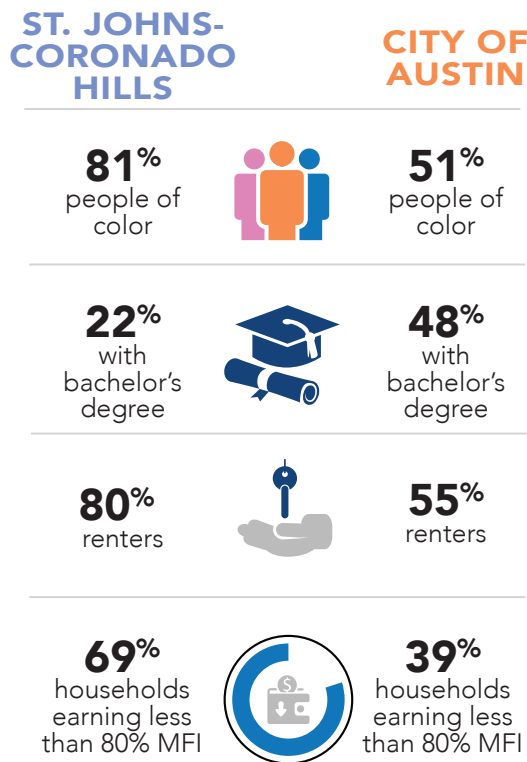 ST. JOHNS-
CORONADO
HILLS
CITY OF
AUSTIN
81%
people of
color
51%
people of
color
22%
with
bachelor's
degree
48%
with
bachelor's
degree
80%
renters
55%
renters
69%
households
earning less
than 80% MFI
$
39%
households
earning less
than 80% MFI